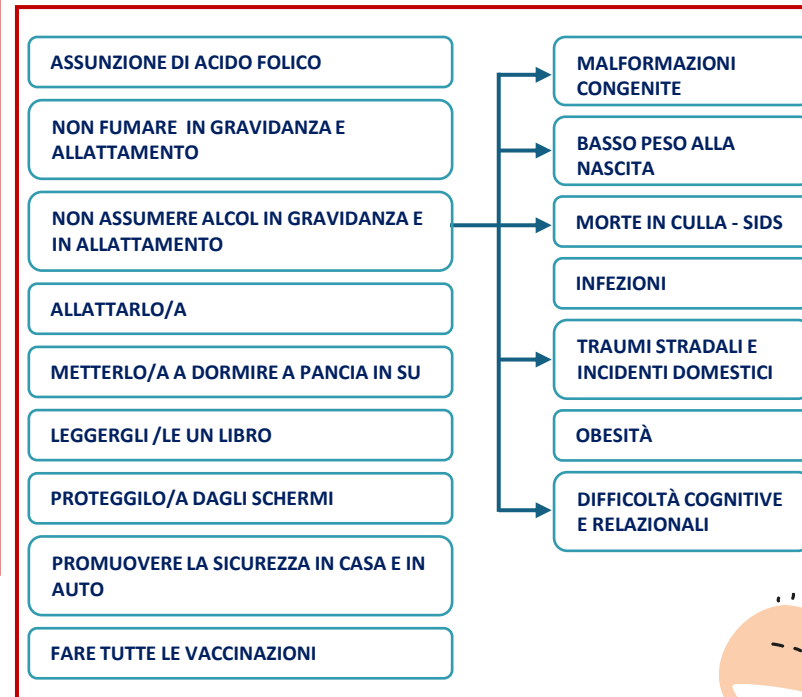 ASSUNZIONE DI ACIDO FOLICO
NON FUMARE IN GRAVIDANZA E
ALLATTAMENTO
NON ASSUMERE ALCOL IN GRAVIDANZA E
IN ALLATTAMENTO
ALLATTARLO/A
METTERLO/A A DORMIRE A PANCIA IN SU
LEGGERGLI /LE UN LIBRO
PROTEGGILO/A DAGLI SCHERMI
PROMUOVERE LA SICUREZZA IN CASA E IN
AUTO
FARE TUTTE LE VACCINAZIONI
MALFORMAZIONI
CONGENITE
BASSO PESO ALLA
NASCITA
MORTE IN CULLA - SIDS
INFEZIONI
TRAUMI STRADALI E
INCIDENTI DOMESTICI
OBESITÀ
DIFFICOLTÀ COGNITIVE
E RELAZIONALI